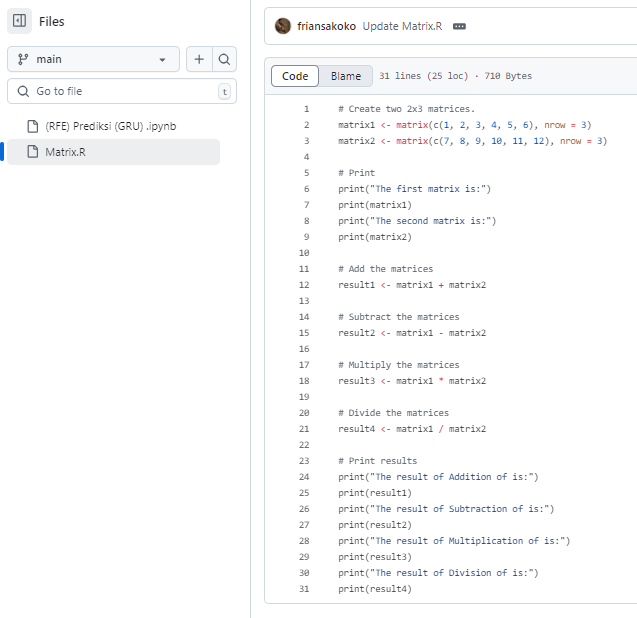 Files
main
Go to file
t
(RFE) Prediksi (GRU) .ipynb
Matrix.R
friansakoko Update Matrix.R
Code Blame 31 lines (25 loc) · 710 Bytes
1 # Create two 2x3 matrices.
2 matrix1 <- matrix(c(1, 2, 3, 4, 5, 6), nrow = 3)
3 matrix2 <- matrix(c(7, 8, 9, 10, 11, 12), nrow = 3)
4
5 # Print
6 print("The first matrix is:")
7 print(matrix1)
8 print("The second matrix is:")
9 print(matrix2)
10
11 # Add the matrices
12 result1 <- matrix1 + matrix2
13
14 # Subtract the matrices
15 result2 <- matrix1 - matrix2
16
17 # Multiply the matrices
18 result3 <- matrix1 * matrix2
19
20 # Divide the matrices
21 result4 <- matrix1 / matrix2
22
23 # Print results
24 print("The result of Addition of is:")
25 print(result1)
26 print("The result of Subtraction of is:")
27 print(result2)
28 print("The result of Multiplication of is:")
29 print(result3)
30 print("The result of Division of is:")
31 print(result4)